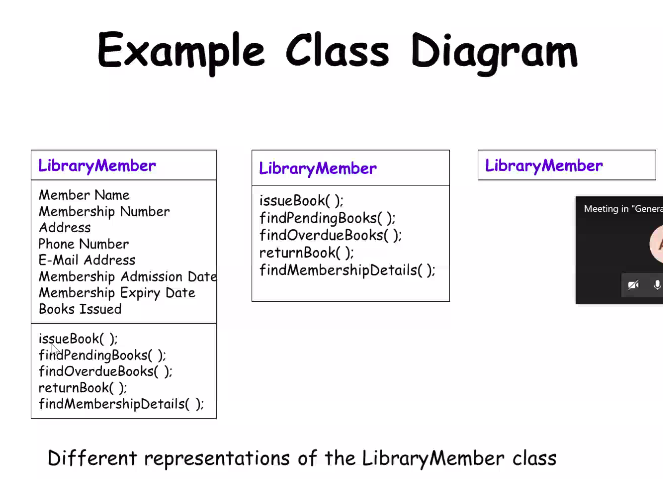 Example Class Diagram
LibraryMember
Member Name
Membership Number
Address
Phone Number
E-Mail Address
Membership Admission Date
Membership Expiry Date
Books Issued
issueBook( );
findPendingBooks( );
findOverdueBooks( );
returnBook( );
findMembershipDetails( );
LibraryMember
issueBook( );
findPendingBooks( );
findOverdueBooks( );
returnBook( );
findMembershipDetails( );
LibraryMember
Meeting in "Genera
Different representations of the LibraryMember class